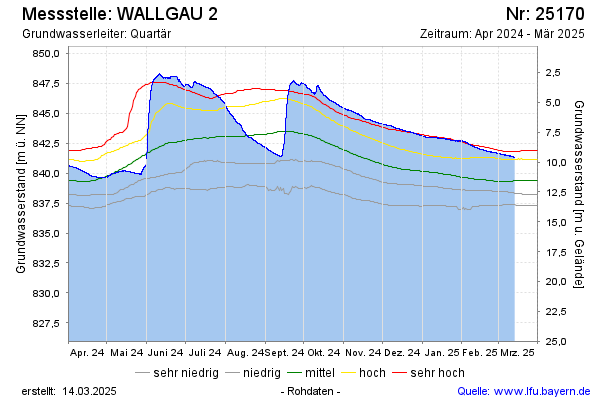 Messstelle: WALLGAU 2 Nr: 25170
Grundwasserleiter: Quartär Zeitraum: Apr 2024 - Mär 2025
Grundwasserstand [m ü. NN]
850,0
847,5
845,0
842,5
840,0
837,5
835,0
832,5
830,0
827,5
2,5
5,0
7,5
10,0
12,5
15,0
17,5
20,0
22,5
25,0
Grundwasserstand [m u. Gelände]
Apr. 24 Mai 24 Juni 24 Juli 24 Aug. 24 Sept. 24 Okt. 24 Nov. 24 Dez. 24 Jan. 25 Feb. 25 Mrz. 25
sehr niedrig niedrig mittel hoch sehr hoch
erstellt: 14.03.2025 - Rohdaten - Quelle: www.lfu.bayern.de